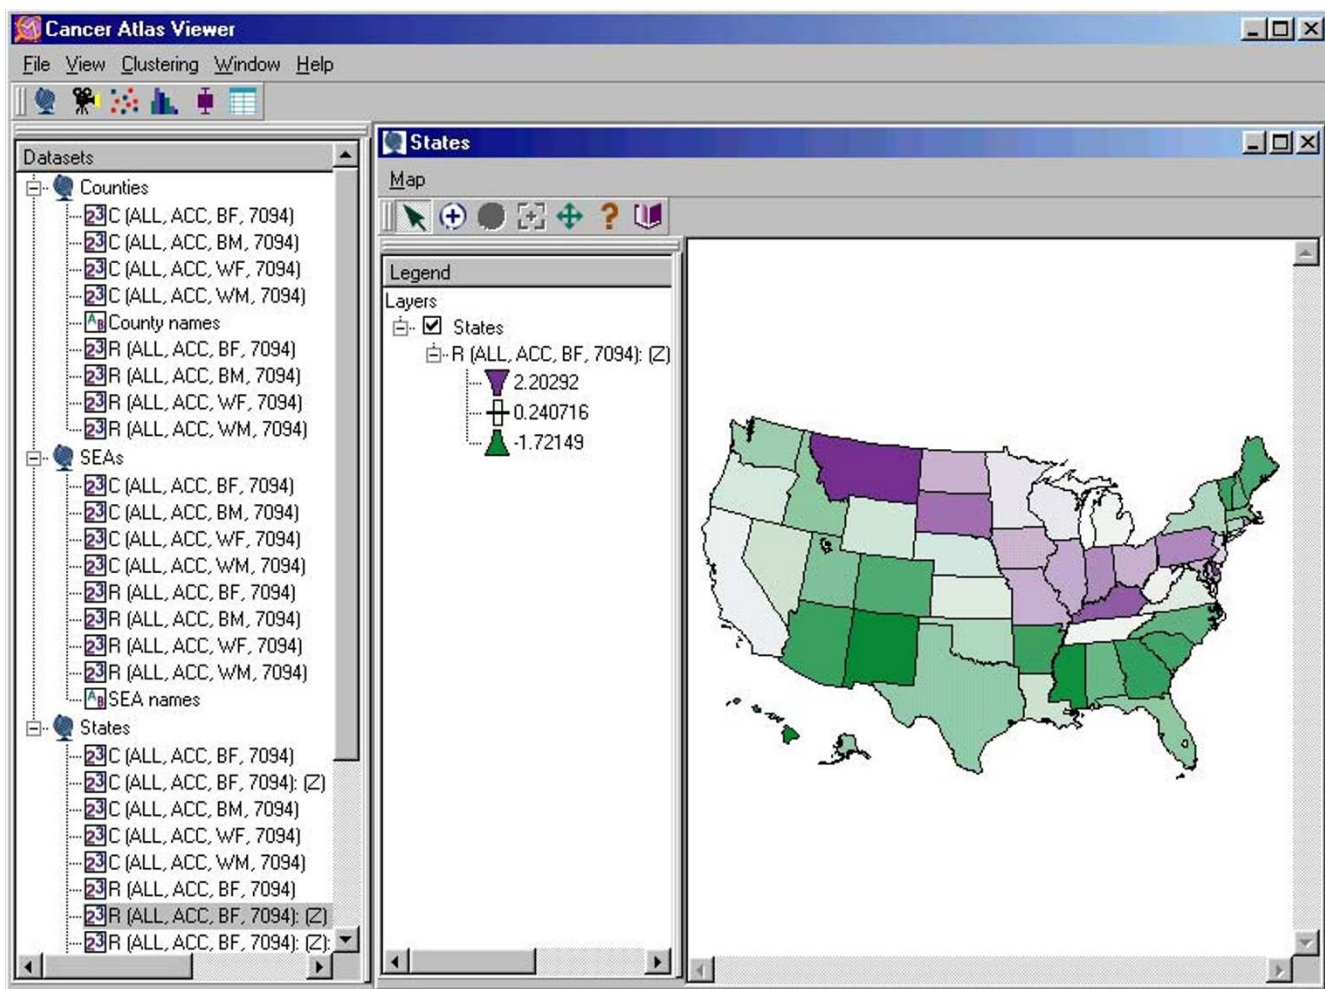 Cancer Atlas Viewer
File View Clustering Window Help
Datasets
Counties
C (ALL, ACC, BF, 7094)
C (ALL, ACC, BM, 7094)
C (ALL, ACC, WF, 7094)
C (ALL, ACC, WM, 7094)
County names
R (ALL, ACC, BF, 7094)
R (ALL, ACC, BM, 7094)
R (ALL, ACC, WF, 7094)
R (ALL, ACC, WM, 7094)
SEAs
C (ALL, ACC, BF, 7094)
C (ALL, ACC, BM, 7094)
C (ALL, ACC, WF, 7094)
C (ALL, ACC, WM, 7094)
R (ALL, ACC, BF, 7094)
R (ALL, ACC, BM, 7094)
R (ALL, ACC, WF, 7094)
R (ALL, ACC, WM, 7094)
SEA names
States
C (ALL, ACC, BF, 7094)
C (ALL, ACC, BF, 7094): (Z)
C (ALL, ACC, BM, 7094)
C (ALL, ACC, WF, 7094)
C (ALL, ACC, WM, 7094)
R (ALL, ACC, BF, 7094)
R (ALL, ACC, BF, 7094): (Z)
R (ALL, ACC, BF, 7094): (Z):
States
Map
Legend
Layers
States
R (ALL, ACC, BF, 7094): (Z)
2.20292
0.240716
-1.72149